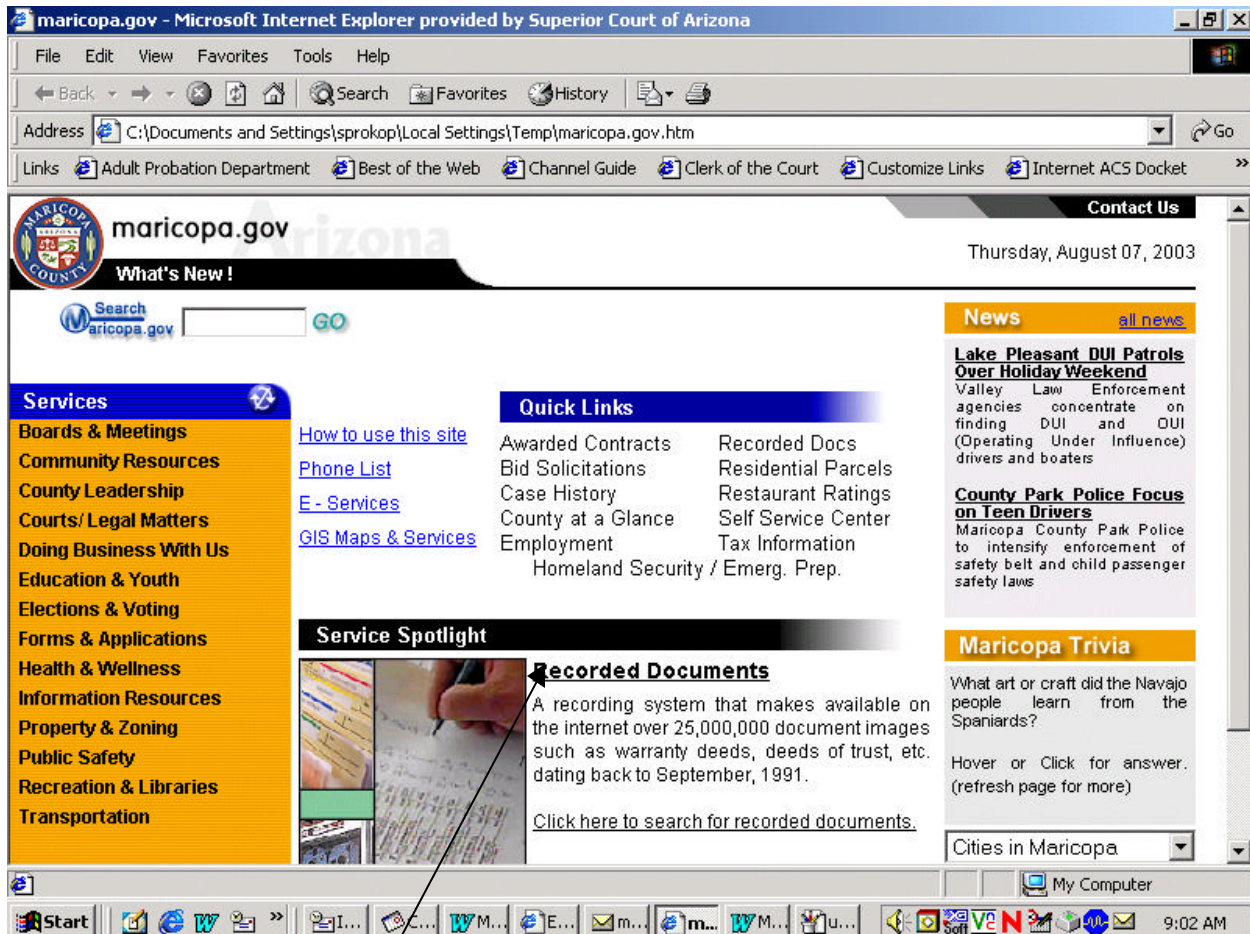 maricopa.gov - Microsoft Internet Explorer provided by Superior Court of Arizona
File Edit View Favorites Tools Help
Back Search Favorites History
Address C:\Documents and Settings\sprokop\Local Settings\Temp\maricopa.gov.htm Go
Links Adult Probation Department Best of the Web Channel Guide Clerk of the Court Customize Links Internet ACS Docket »
MARICOPA COUNTY
Arizona
maricopa.gov
What's New !
Contact Us
Thursday, August 07, 2003
Search
Maricopa.gov
GO
Services
Boards & Meetings
Community Resources
County Leadership
Courts/ Legal Matters
Doing Business With Us
Education & Youth
Elections & Voting
Forms & Applications
Health & Wellness
Information Resources
Property & Zoning
Public Safety
Recreation & Libraries
Transportation
How to use this site
Phone List
E - Services
GIS Maps & Services
Quick Links
Awarded Contracts Recorded Docs
Bid Solicitations Residential Parcels
Case History Restaurant Ratings
County at a Glance Self Service Center
Employment Tax Information
Homeland Security / Emerg. Prep.
Service Spotlight
Recorded Documents
A recording system that makes available on
the internet over 25,000,000 document images
such as warranty deeds, deeds of trust, etc.
dating back to September, 1991.
Click here to search for recorded documents.
News all news
Lake Pleasant DUI Patrols
Over Holiday Weekend
Valley Law Enforcement
agencies concentrate on
finding DUI and OUI
(Operating Under Influence)
drivers and boaters
County Park Police Focus
on Teen Drivers
Maricopa County Park Police
to intensify enforcement of
safety belt and child passenger
safety laws
Maricopa Trivia
What art or craft did the Navajo
people learn from the
Spaniards?
Hover or Click for answer.
(refresh page for more)
Cities in Maricopa
My Computer
Start » I... C... M... E... m... m... M... u... 9:02 AM